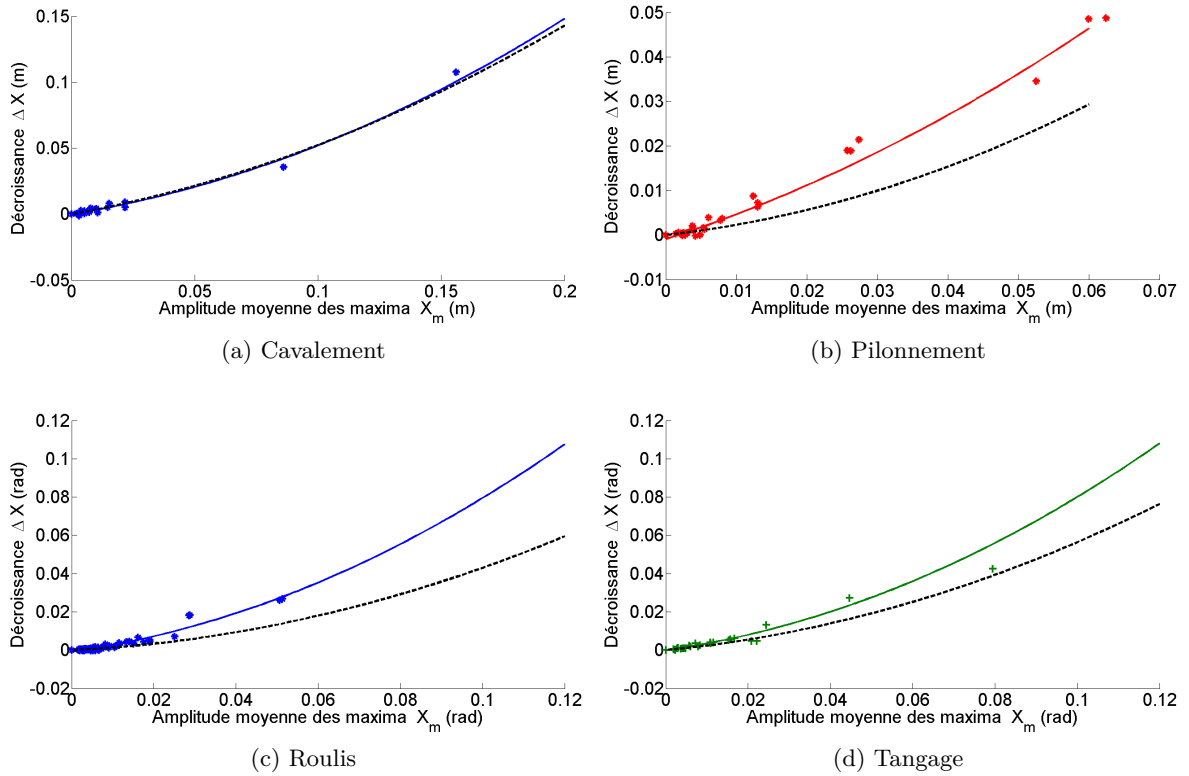 0.15
0.1
0.05
0
-0.05
Décroissance Δ X (m)
0 0.05 0.1 0.15 0.2
Amplitude moyenne des maxima X_m (m)
(a) Cavalement
0.05
0.04
0.03
0.02
0.01
0
-0.01
Décroissance Δ X (m)
0 0.01 0.02 0.03 0.04 0.05 0.06 0.07
Amplitude moyenne des maxima X_m (m)
(b) Pilonnement
0.12
0.1
0.08
0.06
0.04
0.02
0
-0.02
Décroissance Δ X (rad)
0 0.02 0.04 0.06 0.08 0.1 0.12
Amplitude moyenne des maxima X_m (rad)
(c) Roulis
0.12
0.1
0.08
0.06
0.04
0.02
0
-0.02
Décroissance Δ X (rad)
0 0.02 0.04 0.06 0.08 0.1 0.12
Amplitude moyenne des maxima X_m (rad)
(d) Tangage